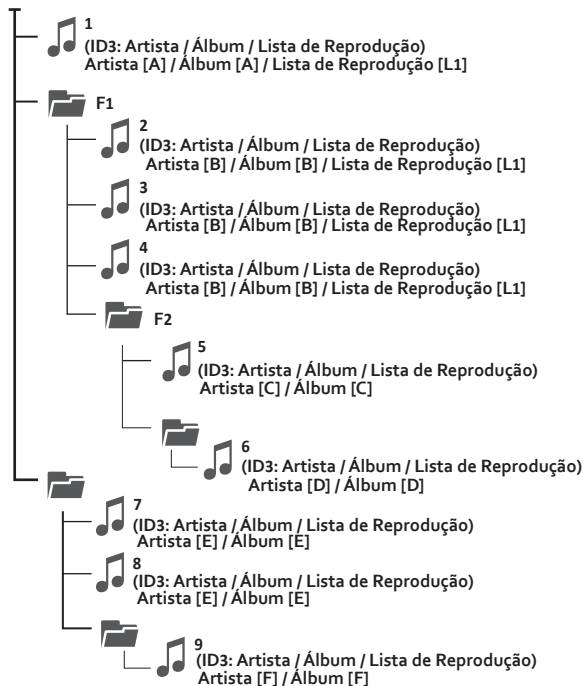 1
(ID3: Artista / Álbum / Lista de Reprodução)
Artista [A] / Álbum [A] / Lista de Reprodução [L1]
F1
2
(ID3: Artista / Álbum / Lista de Reprodução)
Artista [B] / Álbum [B] / Lista de Reprodução [L1]
3
(ID3: Artista / Álbum / Lista de Reprodução)
Artista [B] / Álbum [B] / Lista de Reprodução [L1]
4
(ID3: Artista / Álbum / Lista de Reprodução)
Artista [B] / Álbum [B] / Lista de Reprodução [L1]
F2
5
(ID3: Artista / Álbum / Lista de Reprodução)
Artista [C] / Álbum [C]
6
(ID3: Artista / Álbum / Lista de Reprodução)
Artista [D] / Álbum [D]
7
(ID3: Artista / Álbum / Lista de Reprodução)
Artista [E] / Álbum [E]
8
(ID3: Artista / Álbum / Lista de Reprodução)
Artista [E] / Álbum [E]
9
(ID3: Artista / Álbum / Lista de Reprodução)
Artista [F] / Álbum [F]